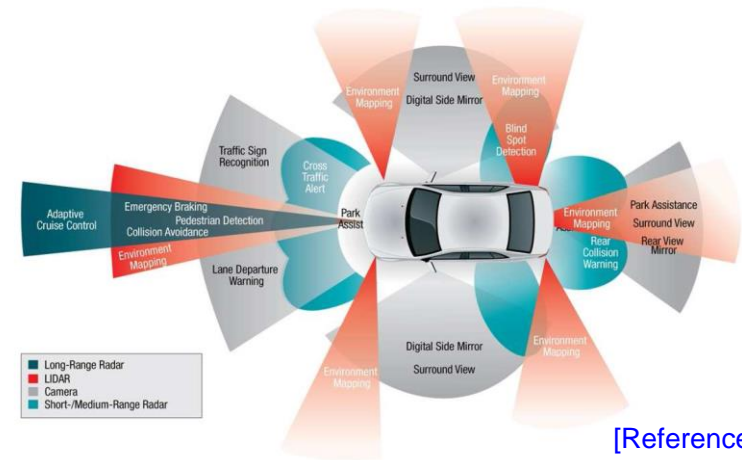 Environment
Mapping
Surround View
Digital Side Mirror
Environment
Mapping
Blind
Spot
Detection
Traffic Sign
Recognition
Cross
Traffic
Alert
Adaptive
Cruise Control
Emergency Braking
Pedestrian Detection
Collision Avoidance
Environment
Mapping
Park
Assist
Lane Departure
Warning
Environment
Mapping
Rear
Collision
Warning
Park Assistance
Surround View
Rear View
Mirror
Environment
Mapping
Digital Side Mirror
Surround View
Environment
Mapping
Long-Range Radar
LIDAR
Camera
Short-/Medium-Range Radar
[Reference